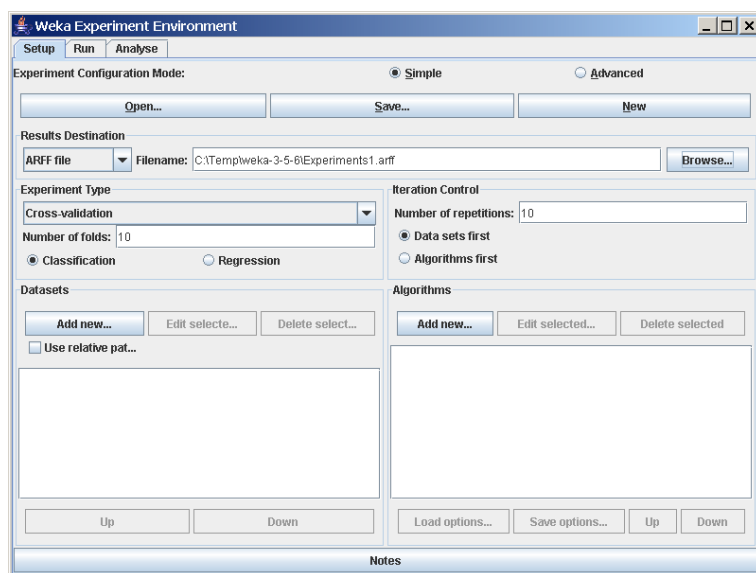 Weka Experiment Environment
Setup Run Analyse
Experiment Configuration Mode: Simple Advanced
Open... Save... New
Results Destination
ARFF file Filename: C:\Temp\weka-3-5-6\Experiments1.arff Browse...
Experiment Type
Cross-validation
Number of folds: 10
Classification Regression
Iteration Control
Number of repetitions: 10
Data sets first
Algorithms first
Datasets
Add new... Edit selecte... Delete select...
Use relative pat...
Up Down
Algorithms
Add new... Edit selected... Delete selected
Load options... Save options... Up Down
Notes